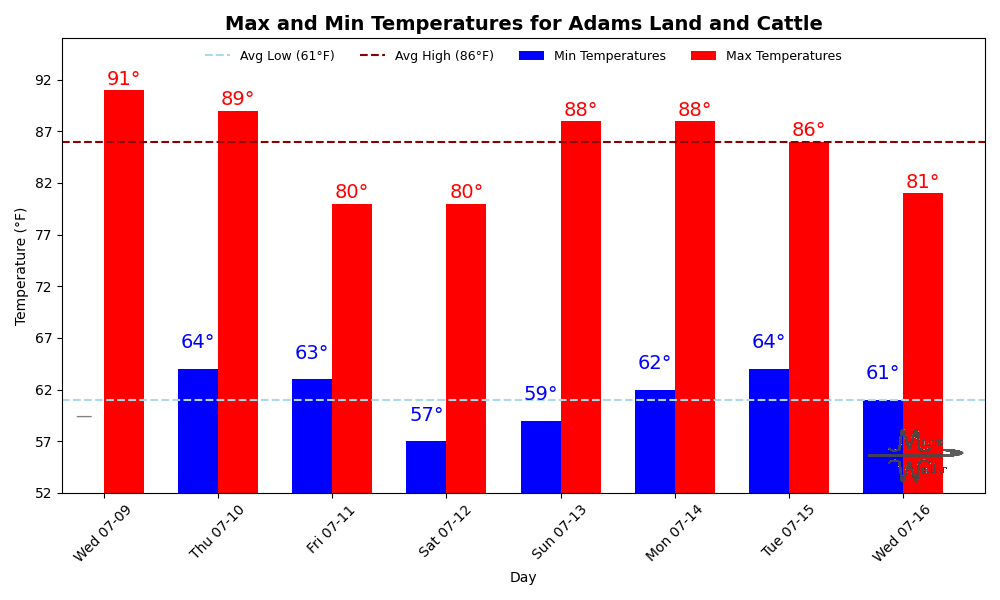 Max and Min Temperatures for Adams Land and Cattle
Avg Low (61°F) Avg High (86°F) Min Temperatures Max Temperatures
Temperature (°F)
92
87
82
77
72
67
62
57
52
91°
89°
80°
80°
88°
88°
86°
81°
—
64°
63°
57°
59°
62°
64°
61°
Wed 07-09
Thu 07-10
Fri 07-11
Sat 07-12
Sun 07-13
Mon 07-14
Tue 07-15
Wed 07-16
Day